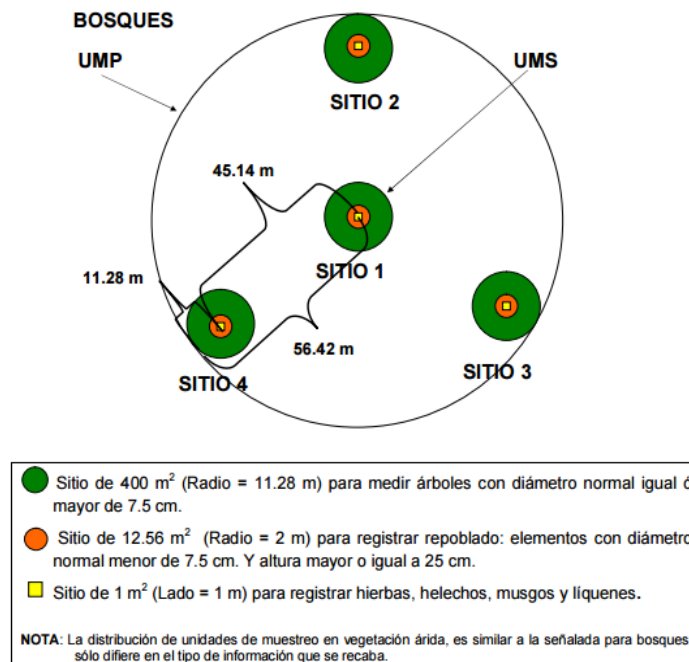 BOSQUES
UMP
UMS
SITIO 2
45.14 m
SITIO 1
11.28 m
56.42 m
SITIO 4
SITIO 3
Sitio de 400 m² (Radio = 11.28 m) para medir árboles con diámetro normal igual ó
mayor de 7.5 cm.
Sitio de 12.56 m² (Radio = 2 m) para registrar repoblado: elementos con diámetro
normal menor de 7.5 cm. Y altura mayor o igual a 25 cm.
Sitio de 1 m² (Lado = 1 m) para registrar hierbas, helechos, musgos y líquenes.
NOTA: La distribución de unidades de muestreo en vegetación árida, es similar a la señalada para bosques
sólo difiere en el tipo de información que se recaba.